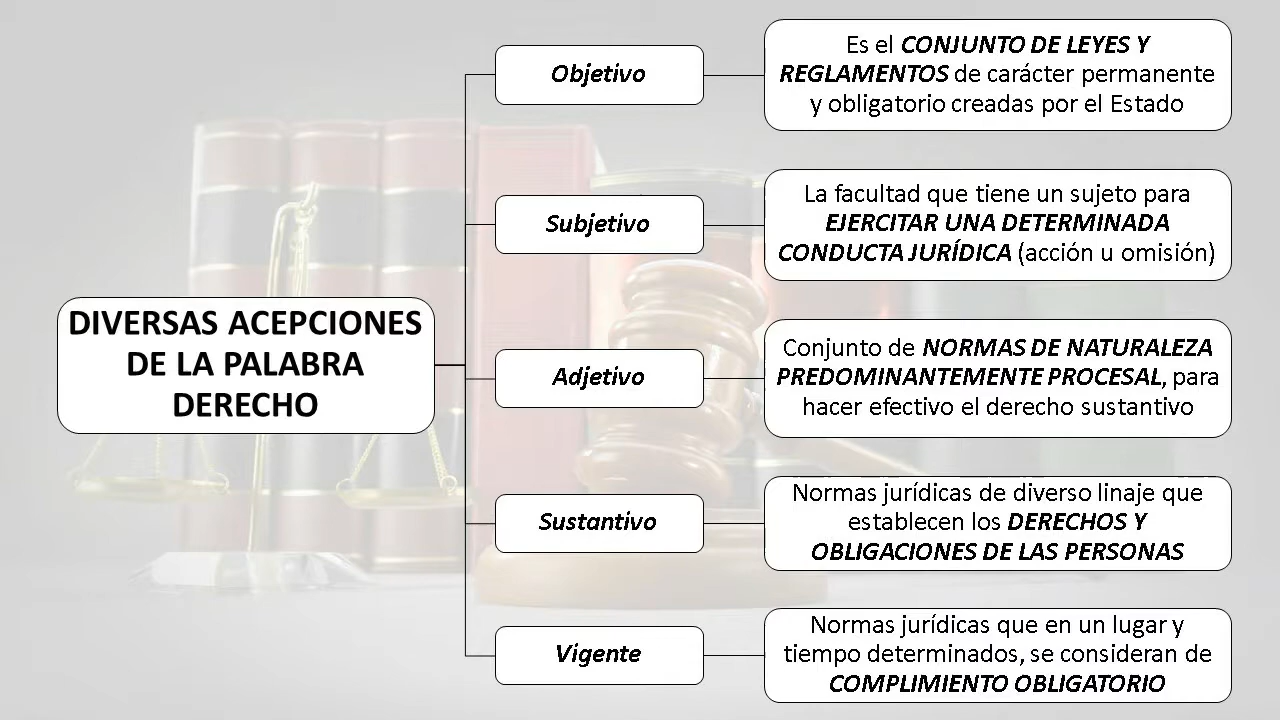 DIVERSAS ACEPCIONES
DE LA PALABRA
DERECHO
Objetivo
Es el CONJUNTO DE LEYES Y
REGLAMENTOS de carácter permanente
y obligatorio creadas por el Estado
Subjetivo
La facultad que tiene un sujeto para
EJERCITAR UNA DETERMINADA
CONDUCTA JURÍDICA (acción u omisión)
Adjetivo
Conjunto de NORMAS DE NATURALEZA
PREDOMINANTEMENTE PROCESAL, para
hacer efectivo el derecho sustantivo
Sustantivo
Normas jurídicas de diverso linaje que
establecen los DERECHOS Y
OBLIGACIONES DE LAS PERSONAS
Vigente
Normas jurídicas que en un lugar y
tiempo determinados, se consideran de
COMPLIMIENTO OBLIGATORIO